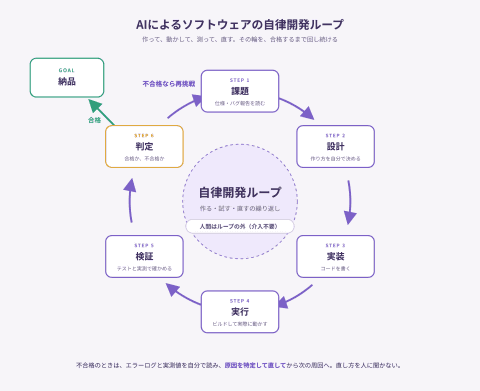 AIによるソフトウェアの自律開発ループ
作って、動かして、測って、直す。その輪を、合格するまで回し続ける
GOAL
納品
合格
不合格なら再挑戦
STEP 1
課題
仕様・バグ報告を読む
STEP 2
設計
作り方を自分で決める
STEP 3
実装
コードを書く
STEP 4
実行
ビルドして実際に動かす
STEP 5
検証
テストと実測で確かめる
STEP 6
判定
合格か、不合格か
自律開発ループ
作る・試す・直すの繰り返し
人間はループの外（介入不要）
不合格のときは、エラーログと実測値を自分で読み、原因を特定して直してから次の周回へ。直し方を人に聞かない。